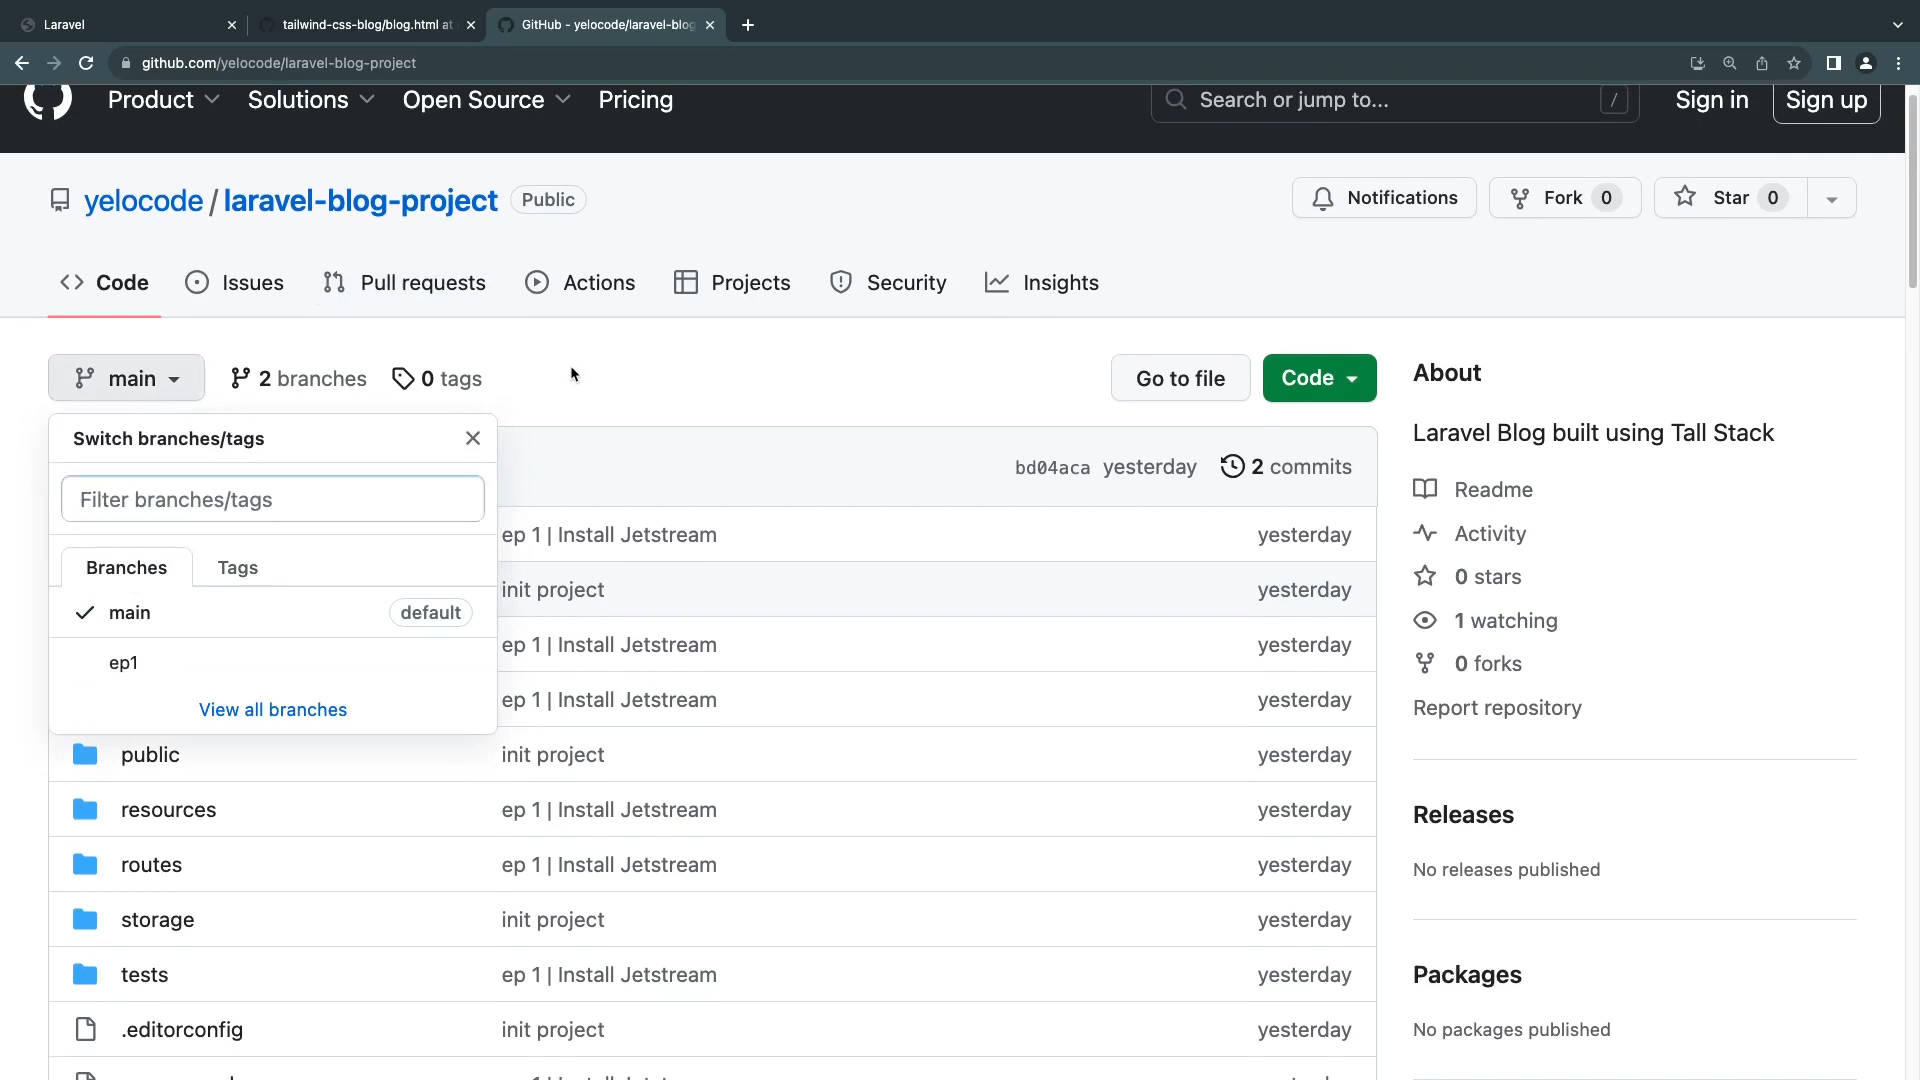 Laravel
tailwind-css-blog/blog.html at
GitHub - yelocode/laravel-blog
github.com/yelocode/laravel-blog-project
Product
Solutions
Open Source
Pricing
Search or jump to...
/
Sign in
Sign up
yelocode / laravel-blog-project
Public
Notifications
Fork 0
Star 0
Code
Issues
Pull requests
Actions
Projects
Security
Insights
main
2 branches
0 tags
Go to file
Code
Switch branches/tags
Filter branches/tags
Branches
Tags
main
default
ep1
View all branches
bd04aca yesterday
2 commits
ep 1 | Install Jetstream yesterday
init project yesterday
ep 1 | Install Jetstream yesterday
ep 1 | Install Jetstream yesterday
public init project yesterday
resources ep 1 | Install Jetstream yesterday
routes ep 1 | Install Jetstream yesterday
storage init project yesterday
tests ep 1 | Install Jetstream yesterday
.editorconfig init project yesterday
About
Laravel Blog built using Tall Stack
Readme
Activity
0 stars
1 watching
0 forks
Report repository
Releases
No releases published
Packages
No packages published